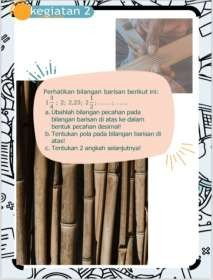 kegiatan 2
Perhatikan bilangan barisan berikut ini:
1 3/4 ; 2; 2,25; 2 1/2; ......; ......
a. Ubahlah bilangan pecahan pada
bilangan barisan di atas ke dalam
bentuk pecahan desimal!
b. Tentukan pola pada bilangan barisan di
atas!
c. Tentukan 2 angkah selanjutnya!